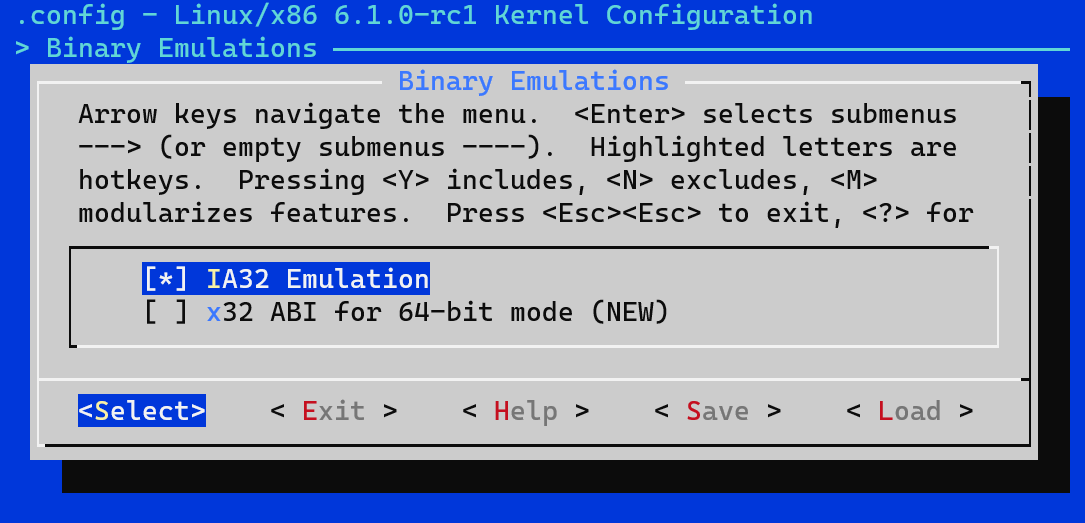 .config - Linux/x86 6.1.0-rc1 Kernel Configuration
> Binary Emulations
Binary Emulations
Arrow keys navigate the menu.  <Enter> selects submenus
---> (or empty submenus ----).  Highlighted letters are
hotkeys.  Pressing <Y> includes, <N> excludes, <M>
modularizes features.  Press <Esc><Esc> to exit, <?> for
[*] IA32 Emulation
[ ] x32 ABI for 64-bit mode (NEW)
<Select>    < Exit >    < Help >    < Save >    < Load >